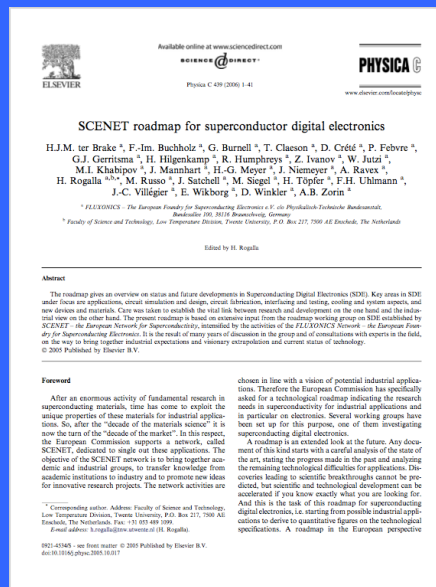 Available online at www.sciencedirect.com
SCIENCE DIRECT·
ELSEVIER
Physica C 439 (2006) 1–41
PHYSICA C
www.elsevier.com/locate/physc
SCENET roadmap for superconductor digital electronics
H.J.M. ter Brake a, F.-Im. Buchholz a, G. Burnell a, T. Claeson a, D. Crété a, P. Febvre a,
G.J. Gerritsma a, H. Hilgenkamp a, R. Humphreys a, Z. Ivanov a, W. Jutzi a,
M.I. Khabipov a, J. Mannhart a, H.-G. Meyer a, J. Niemeyer a, A. Ravex a,
H. Rogalla a,b,*, M. Russo a, J. Satchell a, M. Siegel a, H. Töpfer a, F.H. Uhlmann a,
J.-C. Villégier a, E. Wikborg a, D. Winkler a, A.B. Zorin a
a FLUXONICS – The European Foundry for Superconducting Electronics e.V. c/o Physikalisch-Technische Bundesanstalt,
Bundesallee 100, 38116 Braunschweig, Germany
b Faculty of Science and Technology, Low Temperature Division, Twente University, P.O. Box 217, 7500 AE Enschede, The Netherlands
Edited by H. Rogalla
Abstract
The roadmap gives an overview on status and future developments in Superconducting Digital Electronics (SDE). Key areas in SDE
under focus are applications, circuit simulation and design, circuit fabrication, interfacing and testing, cooling and system aspects, and
new devices and materials. Care was taken to establish the vital link between research and development on the one hand and the indus-
trial view on the other hand. The present roadmap is based on extensive input from the roadmap working group on SDE established by
SCENET – the European Network for Superconductivity, intensified by the activities of the FLUXONICS Network – the European Foun-
dry for Superconducting Electronics. It is the result of many years of discussion in the group and of consultations with experts in the field,
on the way to bring together industrial expectations and visionary extrapolation and current status of technology.
© 2005 Published by Elsevier B.V.
Foreword
After an enormous activity of fundamental research in
superconducting materials, time has come to exploit the
unique properties of these materials for industrial applica-
tions. So, after the "decade of the materials science" it is
now the turn of the "decade of the market". In this respect,
the European Commission supports a network, called
SCENET, dedicated to single out these applications. The
objective of the SCENET network is to bring together aca-
demic and industrial groups, to transfer knowledge from
academic institutions to industry and to promote new ideas
for innovative research projects. The network activities are
* Corresponding author. Address: Faculty of Science and Technology,
Low Temperature Division, Twente University, P.O. Box 217, 7500 AE
Enschede, The Netherlands. Fax: +31 053 489 1099.
E-mail address: h.rogalla@tnw.utwente.nl (H. Rogalla).
0921-4534/$ - see front matter © 2005 Published by Elsevier B.V.
doi:10.1016/j.physc.2005.10.017
chosen in line with a vision of potential industrial applica-
tions. Therefore the European Commission has specifically
asked for a technological roadmap indicating the research
needs in superconductivity for industrial applications and
in particular on electronics. Several working groups have
been set up for this purpose, one of them investigating
superconducting digital electronics.
A roadmap is an extended look at the future. Any docu-
ment of this kind starts with a careful analysis of the state of
the art, stating the progress made in the past and analyzing
the remaining technological difficulties for applications. Dis-
coveries leading to scientific breakthroughs cannot be pre-
dicted, but scientific and technological development can be
accelerated if you know exactly what you are looking for.
And this is the task of this roadmap for superconducting
digital electronics, i.e. starting from possible industrial appli-
cations to derive quantitative figures on the technological
specifications. A roadmap in the European perspective